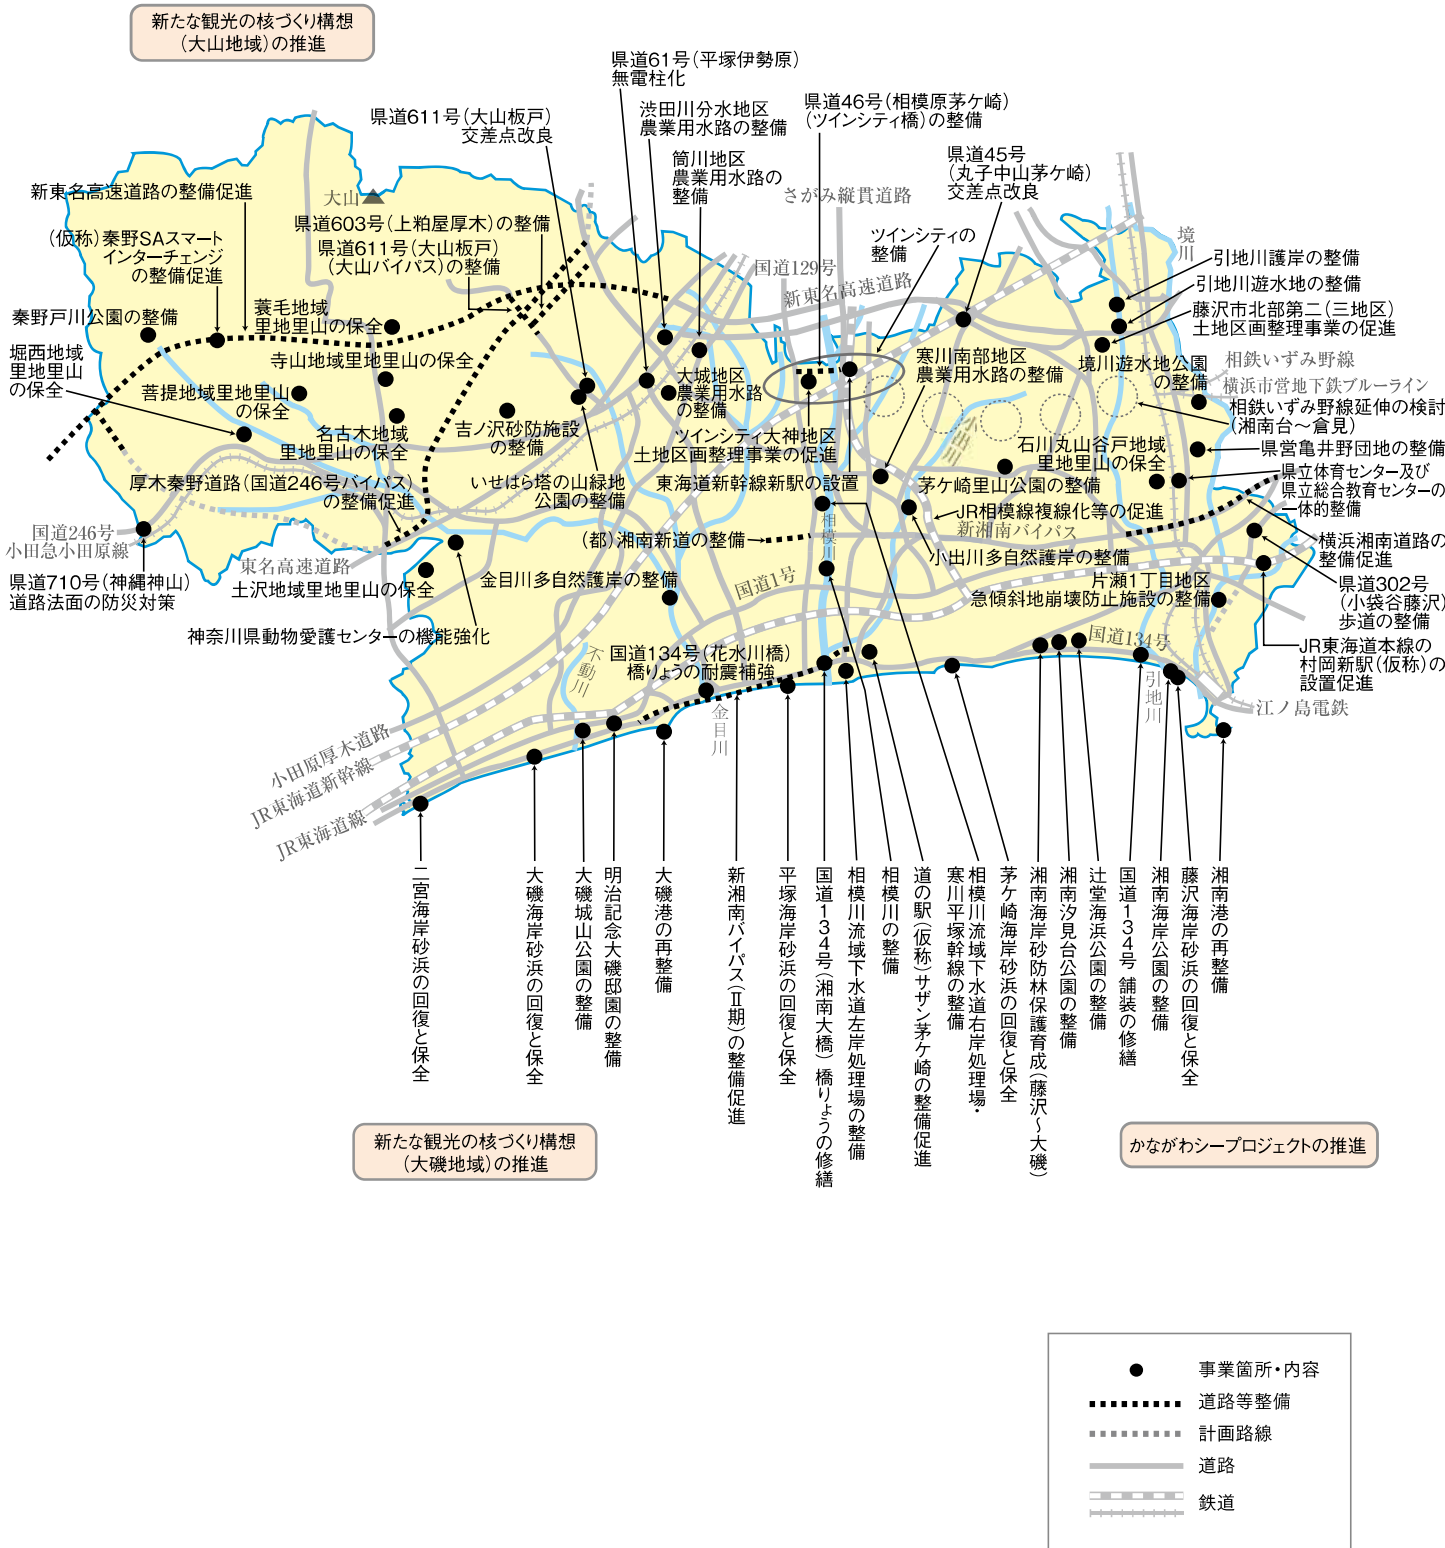 新たな観光の核づくり構想
(大山地域)の推進
県道61号(平塚伊勢原)
無電柱化
県道611号(大山板戸)
交差点改良
渋田川分水地区
農業用水路の整備
筒川地区
農業用水路の
整備
県道46号(相模原茅ケ崎)
(ツインシティ橋)の整備
県道45号
(丸子中山茅ケ崎)
交差点改良
新東名高速道路の整備促進
大山
さがみ縦貫道路
県道603号(上粕屋厚木)の整備
県道611号(大山板戸)
(大山バイパス)の整備
(仮称)秦野SAスマート
インターチェンジ
の整備促進
ツインシティの
整備
国道129号
新東名高速道路
境川
引地川護岸の整備
引地川遊水地の整備
藤沢市北部第二(三地区)
土地区画整理事業の促進
秦野戸川公園の整備
蓑毛地域
里地里山の保全
堀西地域
里地里山
の保全
寺山地域里地里山の保全
菩提地域里地里山
の保全
名古木地域
里地里山の保全
吉ノ沢砂防施設
の整備
大城地区
農業用水路
の整備
寒川南部地区
農業用水路の整備
境川遊水地公園
の整備
相鉄いずみ野線
横浜市営地下鉄ブルーライン
相鉄いずみ野線延伸の検討
(湘南台～倉見)
ツインシティ大神地区
土地区画整理事業の促進
小出川
石川丸山谷戸地域
里地里山の保全
県営亀井野団地の整備
県立体育センター及び
県立総合教育センターの
一体的整備
厚木秦野道路(国道246号バイパス)
の整備促進
いせはら塔の山緑地
公園の整備
東海道新幹線新駅の設置
茅ケ崎里山公園の整備
JR相模線複線化等の促進
新湘南バイパス
国道246号
小田急小田原線
相模川
(都)湘南新道の整備
小出川多自然護岸の整備
横浜湘南道路の
整備促進
東名高速道路
県道710号(神縄神山)
道路法面の防災対策
土沢地域里地里山の保全
金目川多自然護岸の整備
国道1号
片瀬1丁目地区
急傾斜地崩壊防止施設の整備
県道302号
(小袋谷藤沢)
歩道の整備
神奈川県動物愛護センターの機能強化
国道134号(花水川橋)
橋りょうの耐震補強
国道134号
JR東海道本線の
村岡新駅(仮称)の
設置促進
不動川
金目川
引地川
江ノ島電鉄
小田原厚木道路
JR東海道新幹線
JR東海道線
二宮海岸砂浜の回復と保全
大磯海岸砂浜の回復と保全
大磯城山公園の整備
明治記念大磯邸園の整備
大磯港の再整備
新湘南バイパス(Ⅱ期)の整備促進
平塚海岸砂浜の回復と保全
国道134号(湘南大橋) 橋りょうの修繕
相模川流域下水道左岸処理場の整備
相模川の整備
道の駅(仮称)サザン茅ケ崎の整備促進
相模川流域下水道右岸処理場・
寒川平塚幹線の整備
茅ケ崎海岸砂浜の回復と保全
湘南海岸砂防林保護育成(藤沢～大磯)
湘南汐見台公園の整備
辻堂海浜公園の整備
国道134号 舗装の修繕
湘南海岸公園の整備
藤沢海岸砂浜の回復と保全
湘南港の再整備
新たな観光の核づくり構想
(大磯地域)の推進
かながわシープロジェクトの推進
事業箇所・内容
道路等整備
計画路線
道路
鉄道